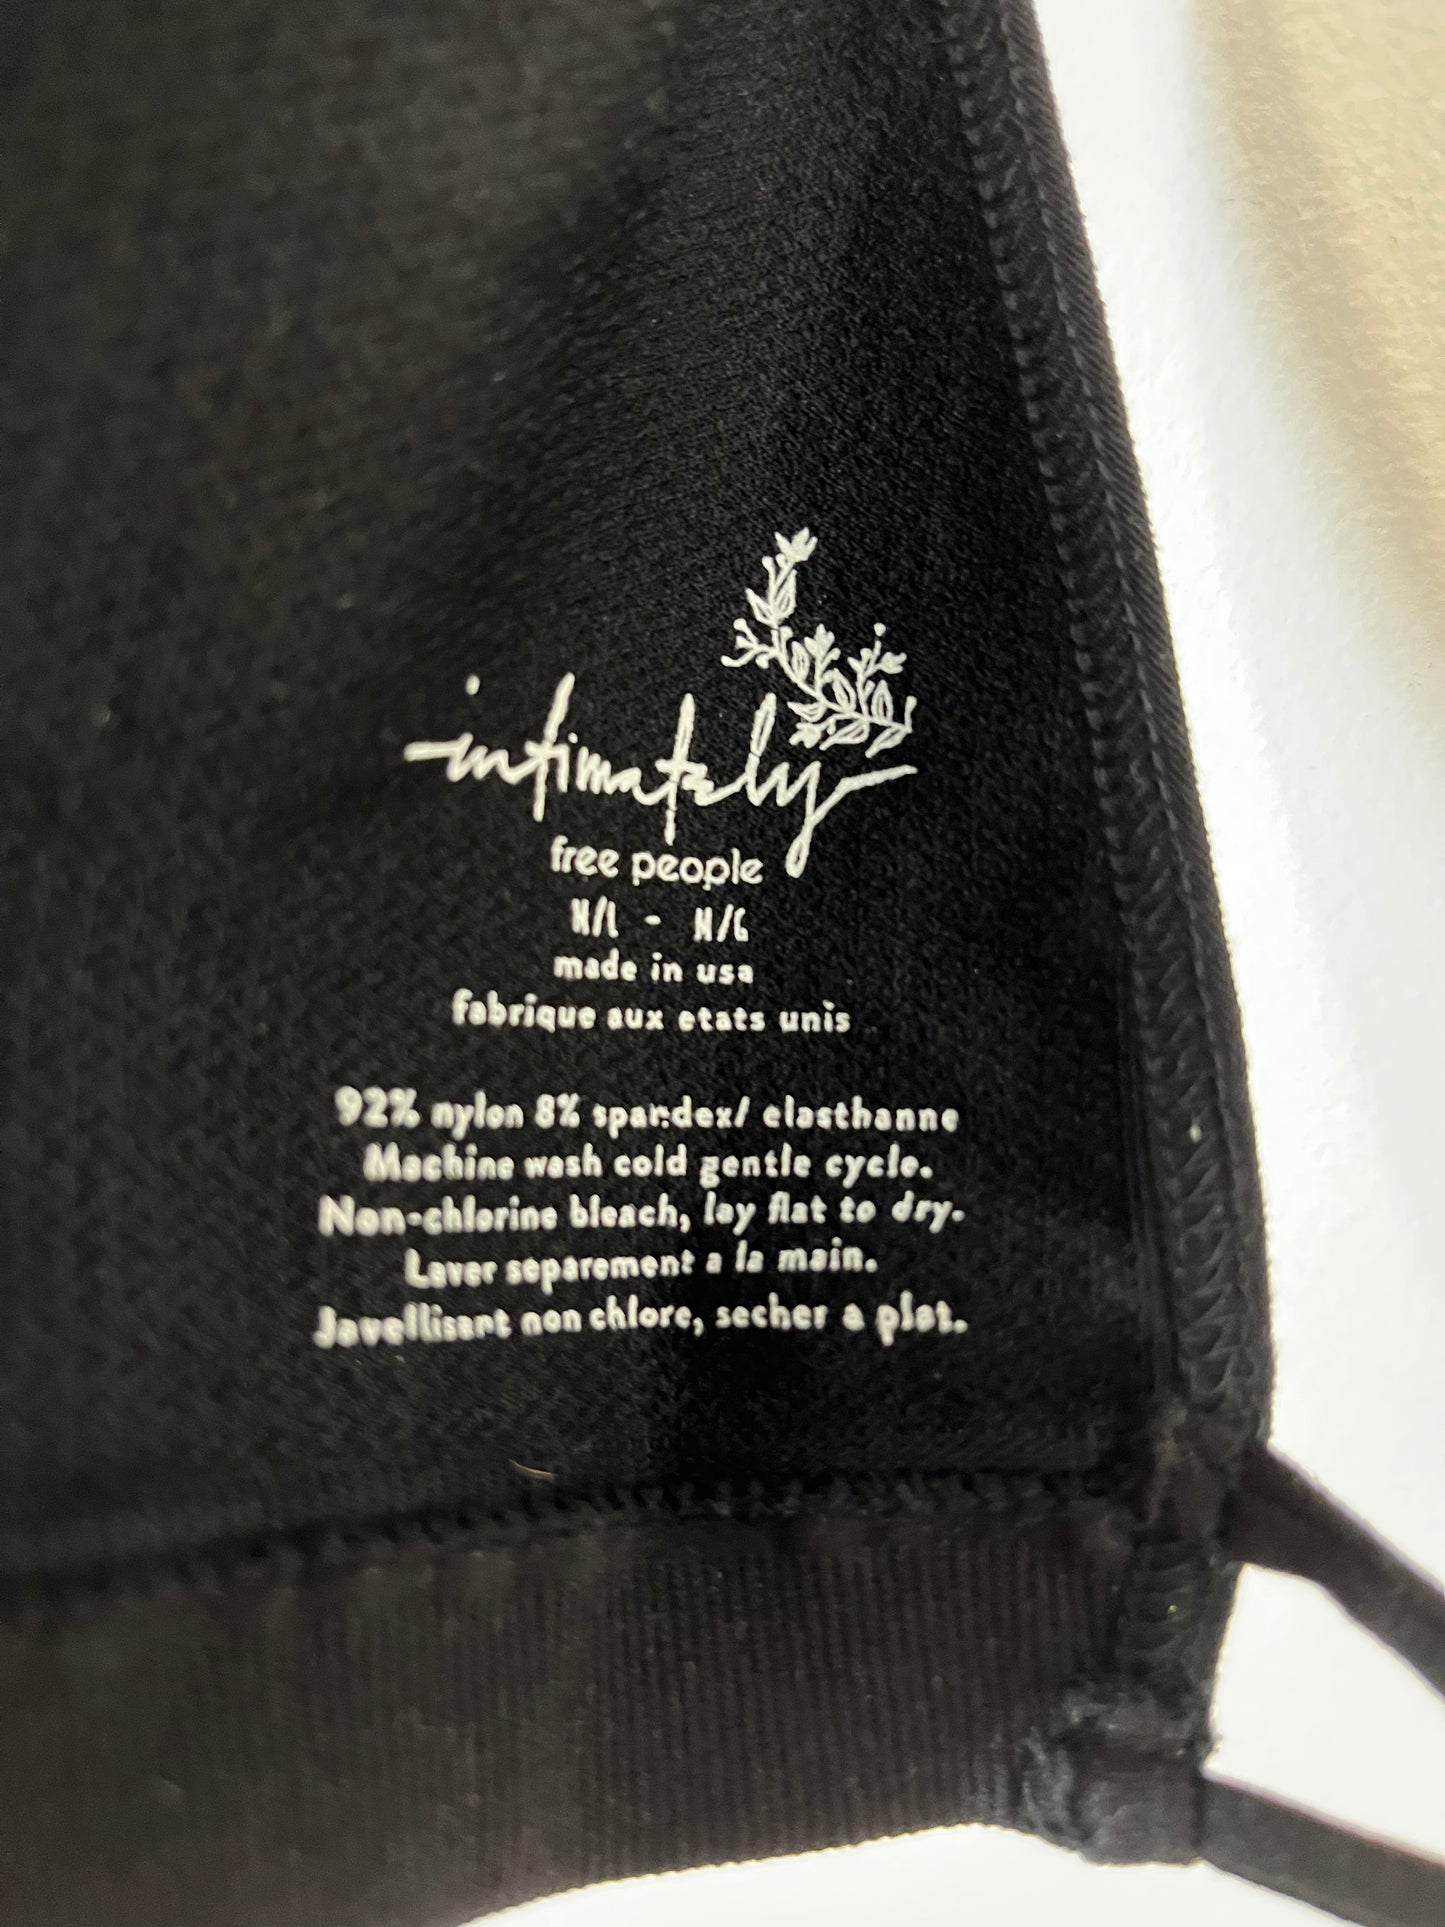 intimately
free people
M/L - M/G
made in usa
fabrique aux etats unis
92% nylon 8% spandex/ elasthanne
Machine wash cold gentle cycle.
Non-chlorine bleach, lay flat to dry.
Laver separement a la main.
Javellisant non chlore, secher a plat.